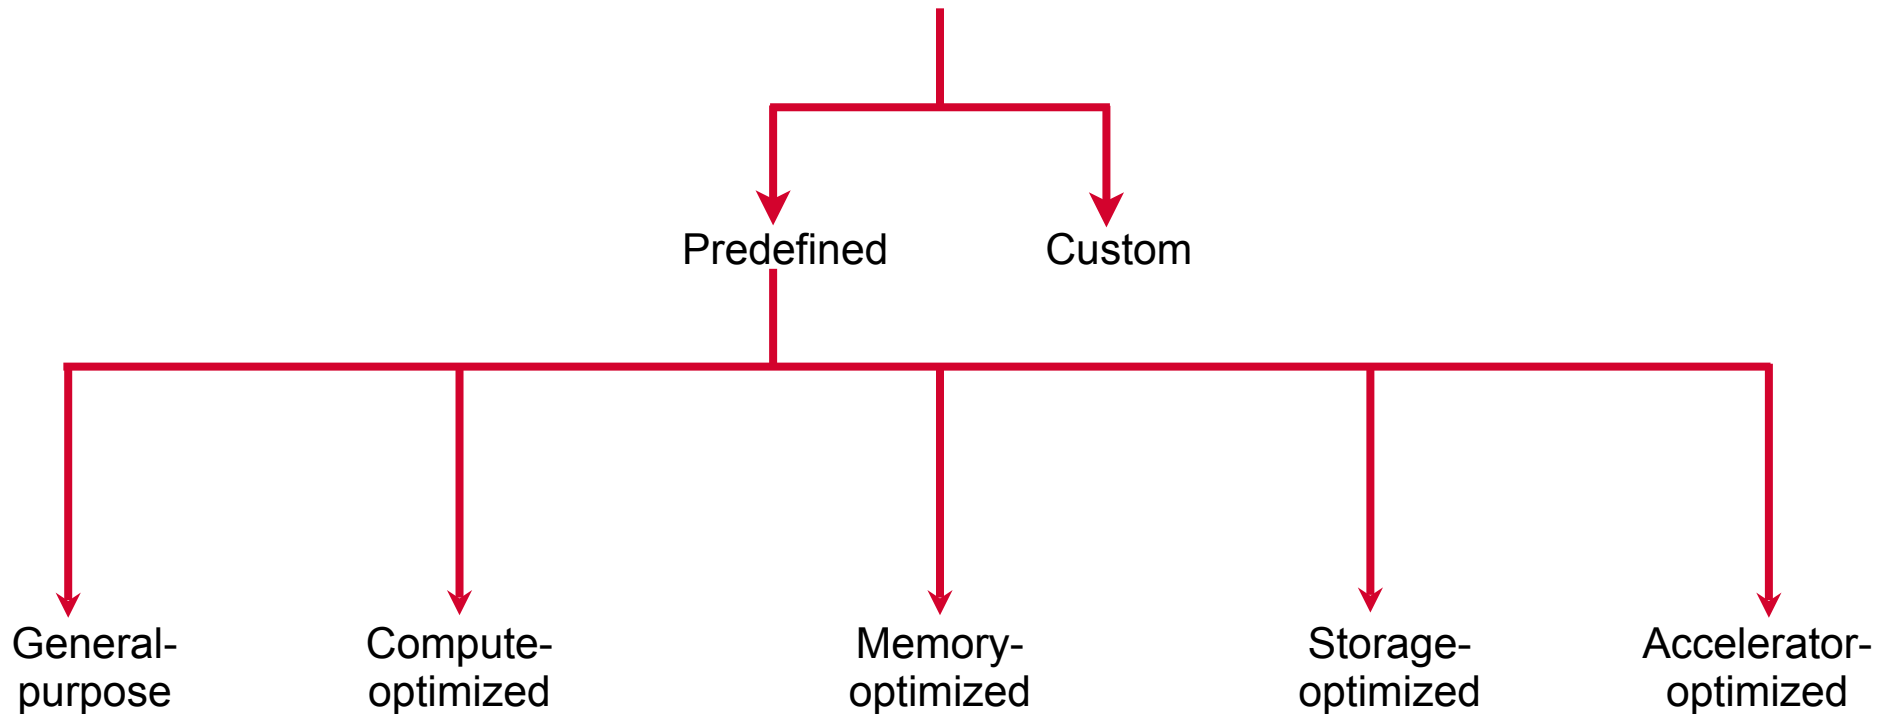 Predefined
Custom
General-
purpose
Compute-
optimized
Memory-
optimized
Storage-
optimized
Accelerator-
optimized